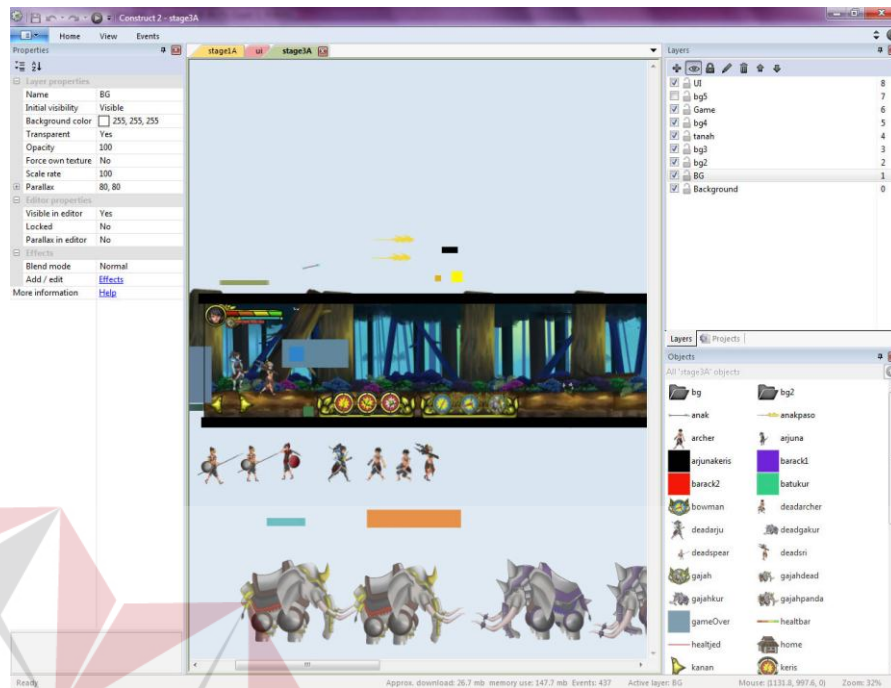 Construct 2 - stage3A
Home View Events
Properties
stage1A ui stage3A
Layer properties
Name BG
Initial visibility Visible
Background color 255, 255, 255
Transparent Yes
Opacity 100
Force own texture No
Scale rate 100
Parallax 80, 80
Editor properties
Visible in editor Yes
Locked No
Parallax in editor No
Effects
Blend mode Normal
Add / edit Effects
More information Help
Layers
UI 8
bg5 7
Game 6
bg4 5
tanah 4
bg3 3
bg2 2
BG 1
Background 0
Layers Projects
Objects
All 'stage3A' objects
bg bg2
anak anakpaso
archer arjuna
arjunakeris barack1
barack2 batukur
bowman deadarcher
deadarju deadgakur
deadspear deadsri
gajah gajahdead
gajahkur gajahpanda
gameOver healtbar
healtjed home
kanan keris
Ready Approx. download: 26.7 mb memory use: 147.7 mb Events: 437 Active layer: BG Mouse: (1131.8, 997.6, 0) Zoom: 32%